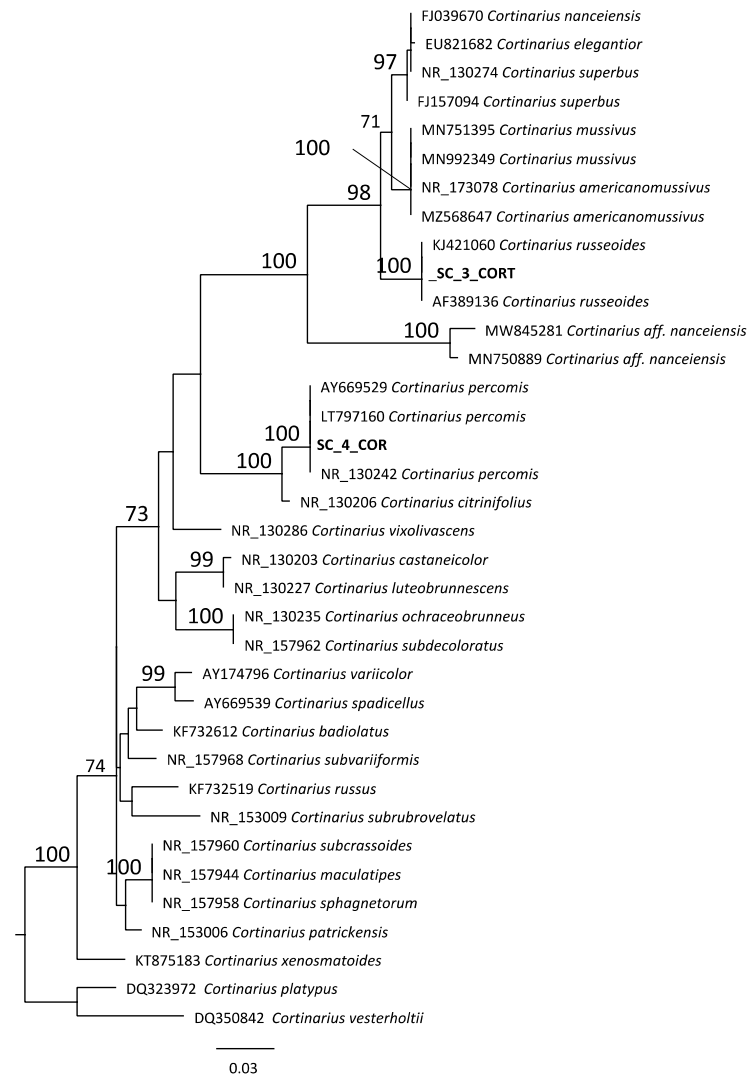 FJ039670 Cortinarius nanceiensis
EU821682 Cortinarius elegantior
97
NR_130274 Cortinarius superbus
FJ157094 Cortinarius superbus
71
MN751395 Cortinarius mussivus
100
MN992349 Cortinarius mussivus
NR_173078 Cortinarius americanomussivus
98
MZ568647 Cortinarius americanomussivus
KJ421060 Cortinarius russeoides
100
100
_SC_3_CORT
AF389136 Cortinarius russeoides
100
MW845281 Cortinarius aff. nanceiensis
MN750889 Cortinarius aff. nanceiensis
AY669529 Cortinarius percomis
LT797160 Cortinarius percomis
100
SC_4_COR
100
NR_130242 Cortinarius percomis
NR_130206 Cortinarius citrinifolius
73
NR_130286 Cortinarius vixolivascens
99
NR_130203 Cortinarius castaneicolor
NR_130227 Cortinarius luteobrunnescens
100
NR_130235 Cortinarius ochraceobrunneus
NR_157962 Cortinarius subdecoloratus
99
AY174796 Cortinarius variicolor
AY669539 Cortinarius spadicellus
KF732612 Cortinarius badiolatus
NR_157968 Cortinarius subvariiformis
74
KF732519 Cortinarius russus
NR_153009 Cortinarius subrubrovelatus
NR_157960 Cortinarius subcrassoides
100
100
NR_157944 Cortinarius maculatipes
NR_157958 Cortinarius sphagnetorum
NR_153006 Cortinarius patrickensis
KT875183 Cortinarius xenosmatoides
DQ323972 Cortinarius platypus
DQ350842 Cortinarius vesterholtii
0.03